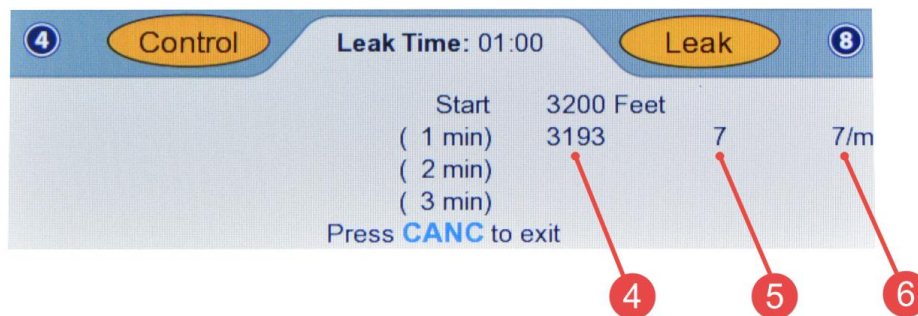 4 Control Leak Time: 01:00 Leak 8
Start 3200 Feet
( 1 min) 3193 7 7/m
( 2 min)
( 3 min)
Press CANC to exit
4 5 6